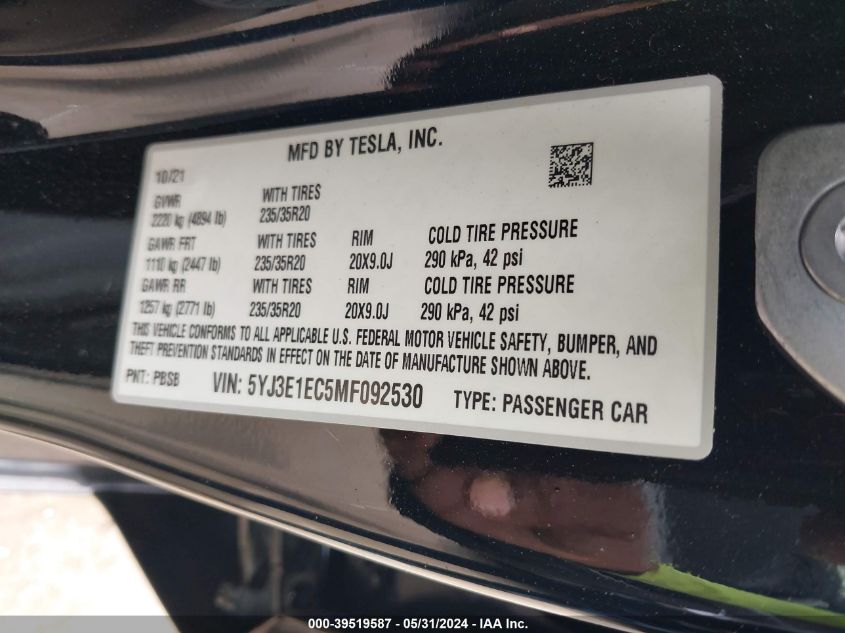 MFD BY TESLA, INC.
10/21
GVWR WITH TIRES
2220 kg (4894 lb) 235/35R20
GAWR FRT WITH TIRES RIM COLD TIRE PRESSURE
1110 kg (2447 lb) 235/35R20 20X9.0J 290 kPa, 42 psi
GAWR RR WITH TIRES RIM COLD TIRE PRESSURE
1257 kg (2771 lb) 235/35R20 20X9.0J 290 kPa, 42 psi
THIS VEHICLE CONFORMS TO ALL APPLICABLE U.S. FEDERAL MOTOR VEHICLE SAFETY, BUMPER, AND
THEFT PREVENTION STANDARDS IN EFFECT ON THE DATE OF MANUFACTURE SHOWN ABOVE.
PNT: PBSB VIN: 5YJ3E1EC5MF092530 TYPE: PASSENGER CAR
000-39519587 - 05/31/2024 - IAA Inc.